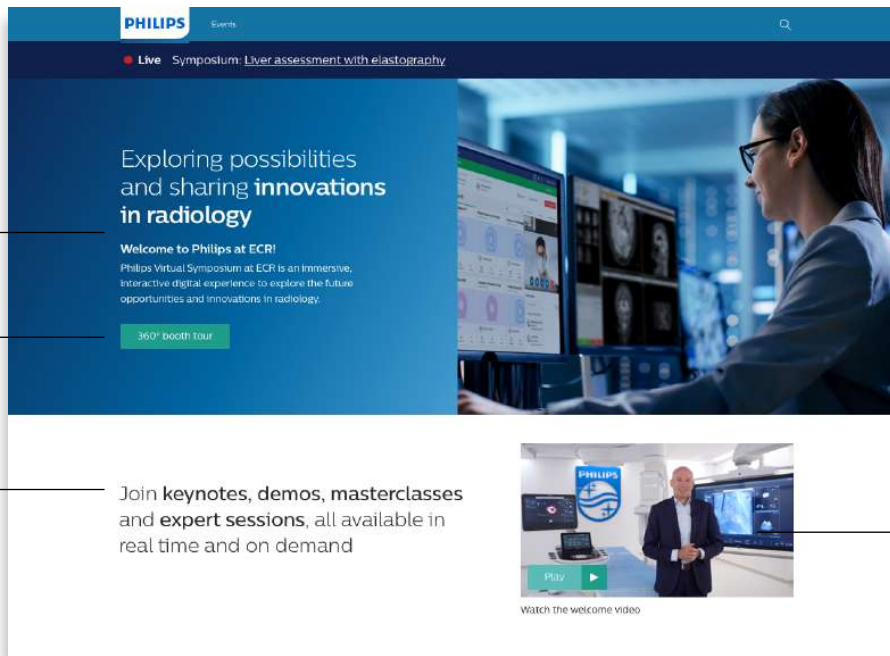 PHILIPS
Events
Live Symposium: Liver assessment with elastography
Exploring possibilities
and sharing innovations
in radiology
Welcome to Philips at ECR!
Philips Virtual Symposium at ECR is an immersive,
interactive digital experience to explore the future
opportunities and innovations in radiology.
360° booth tour
Join keynotes, demos, masterclasses
and expert sessions, all available in
real time and on demand
PHILIPS
Play
Watch the welcome video